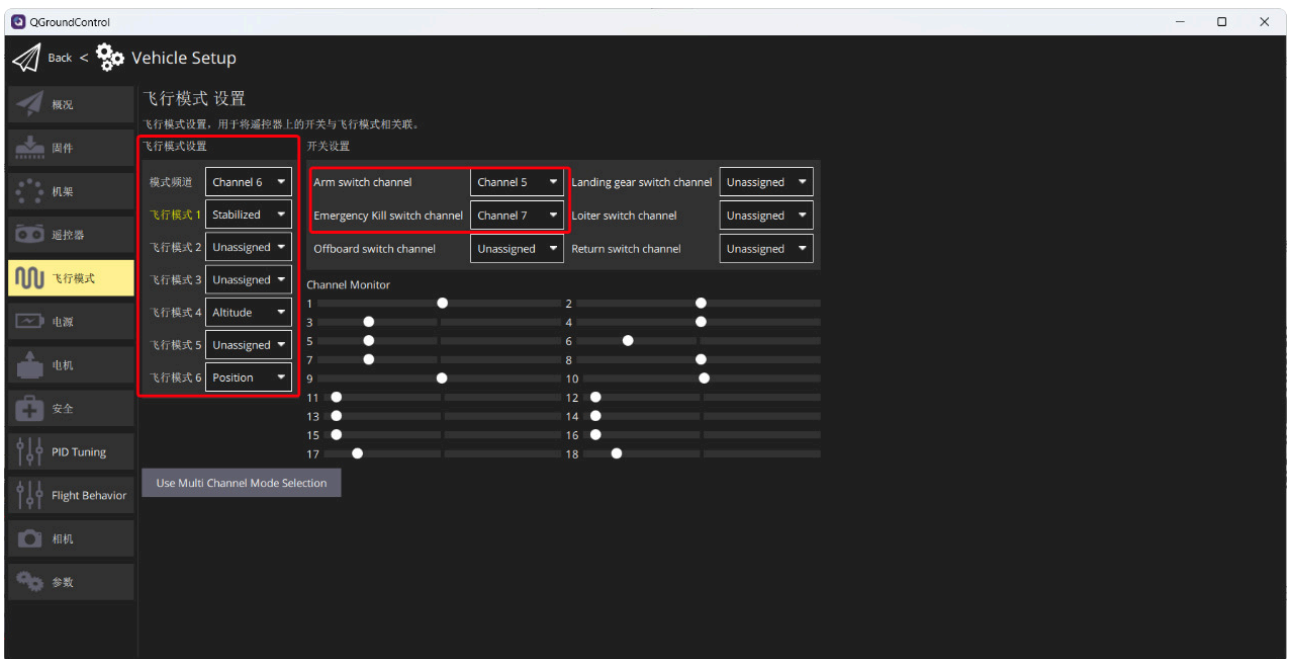 QGroundControl
Back < Vehicle Setup
概况
固件
机架
遥控器
飞行模式
电源
电机
安全
PID Tuning
Flight Behavior
相机
参数
飞行模式 设置
飞行模式设置，用于将遥控器上的开关与飞行模式相关联。
飞行模式设置
模式频道 Channel 6
飞行模式 1 Stabilized
飞行模式 2 Unassigned
飞行模式 3 Unassigned
飞行模式 4 Altitude
飞行模式 5 Unassigned
飞行模式 6 Position
开关设置
Arm switch channel Channel 5 Landing gear switch channel Unassigned
Emergency Kill switch channel Channel 7 Loiter switch channel Unassigned
Offboard switch channel Unassigned Return switch channel Unassigned
Channel Monitor
1 2
3 4
5 6
7 8
9 10
11 12
13 14
15 16
17 18
Use Multi Channel Mode Selection